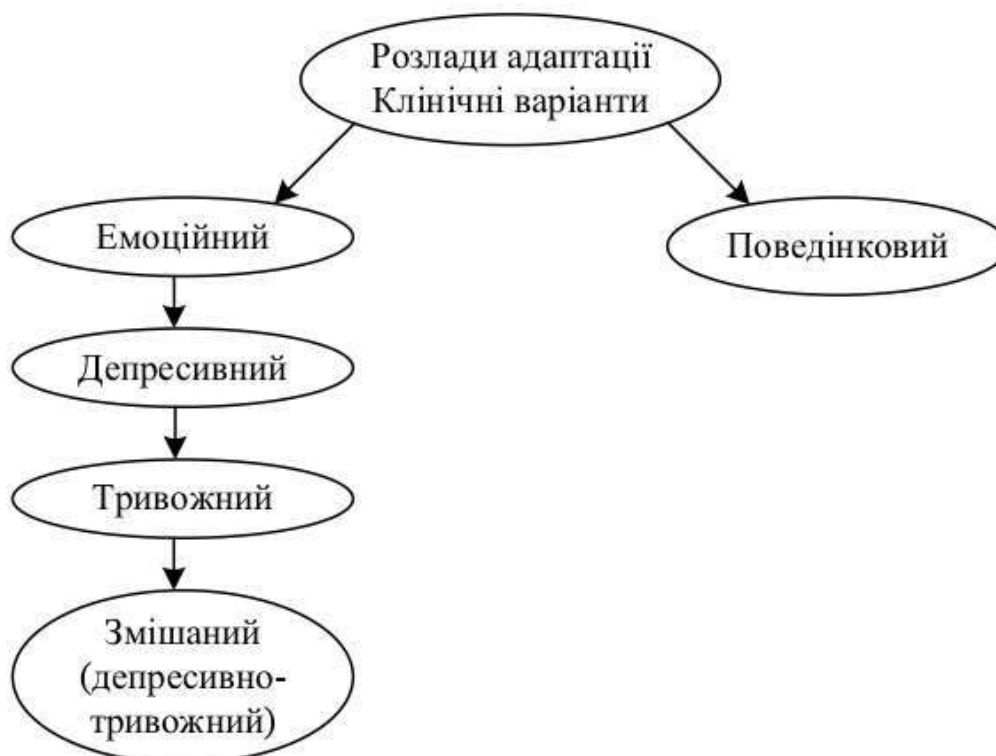 Розлади адаптації
Клінічні варіанти
Емоційний
Поведінковий
Депресивний
Тривожний
Змішаний
(депресивно-
тривожний)